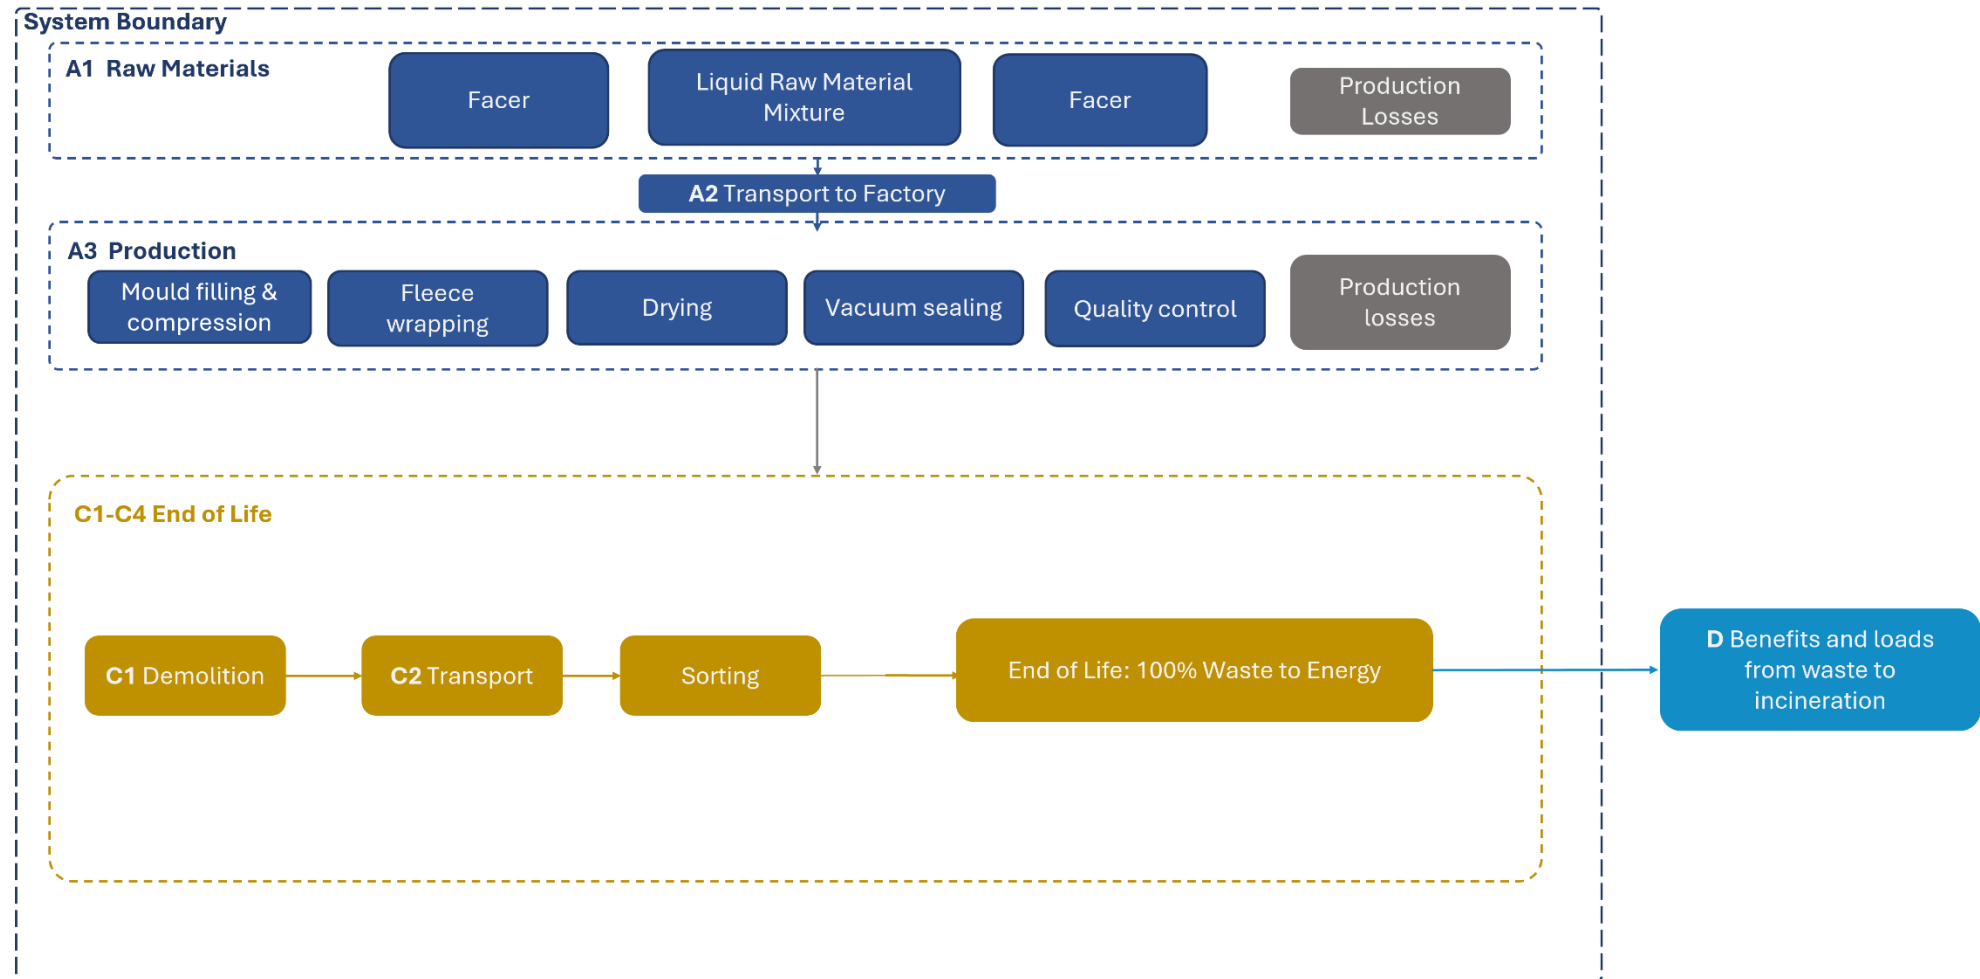 System Boundary
A1  Raw Materials
Facer
Liquid Raw Material
Mixture
Facer
Production
Losses
A2 Transport to Factory
A3  Production
Mould filling &
compression
Fleece
wrapping
Drying
Vacuum sealing
Quality control
Production
losses
C1-C4 End of Life
C1 Demolition
C2 Transport
Sorting
End of Life: 100% Waste to Energy
D Benefits and loads
from waste to
incineration